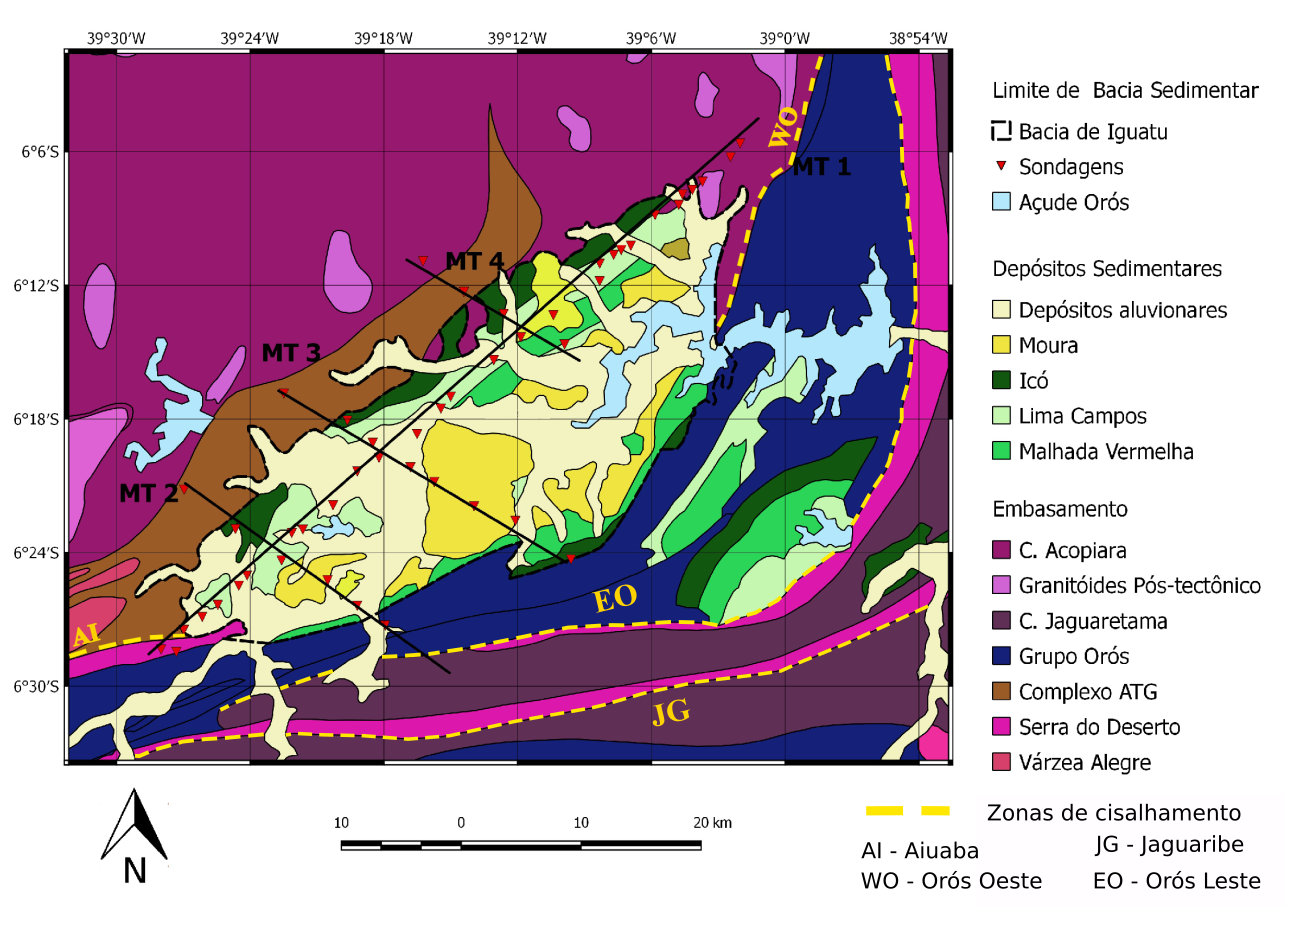 39°30'W 39°24'W 39°18'W 39°12'W 39°6'W 39°0'W 38°54'W
6°6'S
6°12'S
6°18'S
6°24'S
6°30'S
WO
MT 1
MT 4
MT 3
MT 2
EO
AI
JG
Limite de Bacia Sedimentar
Bacia de Iguatu
Sondagens
Açude Orós
Depósitos Sedimentares
Depósitos aluvionares
Moura
Icó
Lima Campos
Malhada Vermelha
Embasamento
C. Acopiara
Granitóides Pós-tectônico
C. Jaguaretama
Grupo Orós
Complexo ATG
Serra do Deserto
Várzea Alegre
Zonas de cisalhamento
AI - Aiuaba JG - Jaguaribe
WO - Orós Oeste EO - Orós Leste
N
10 0 10 20 km